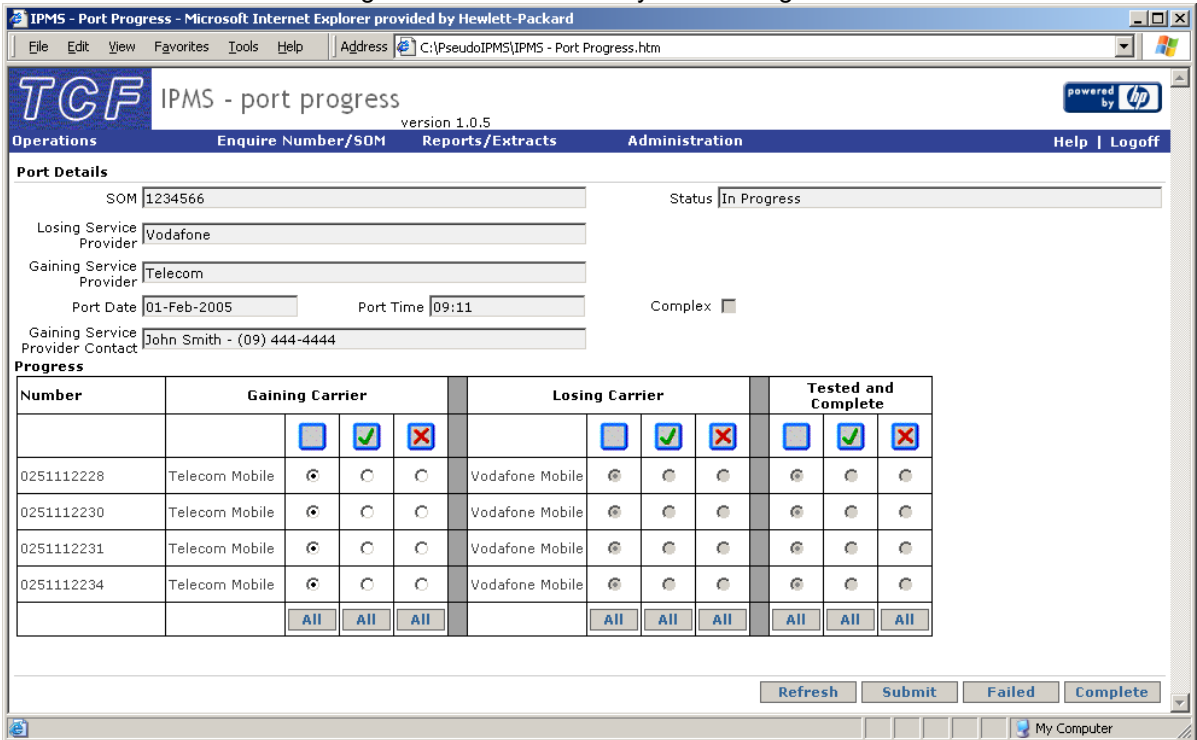 IPMS - Port Progress - Microsoft Internet Explorer provided by Hewlett-Packard
File Edit View Favorites Tools Help Address C:\PseudoIPMS\IPMS - Port Progress.htm
TCF IPMS - port progress
version 1.0.5
powered by hp
Operations Enquire Number/SOM Reports/Extracts Administration Help | Logoff
Port Details
SOM 1234566 Status In Progress
Losing Service Provider Vodafone
Gaining Service Provider Telecom
Port Date 01-Feb-2005 Port Time 09:11 Complex
Gaining Service Provider Contact John Smith - (09) 444-4444
Progress
Number Gaining Carrier Losing Carrier Tested and Complete
0251112228 Telecom Mobile Vodafone Mobile
0251112230 Telecom Mobile Vodafone Mobile
0251112231 Telecom Mobile Vodafone Mobile
0251112234 Telecom Mobile Vodafone Mobile
All All All All All All All All All
Refresh Submit Failed Complete
My Computer